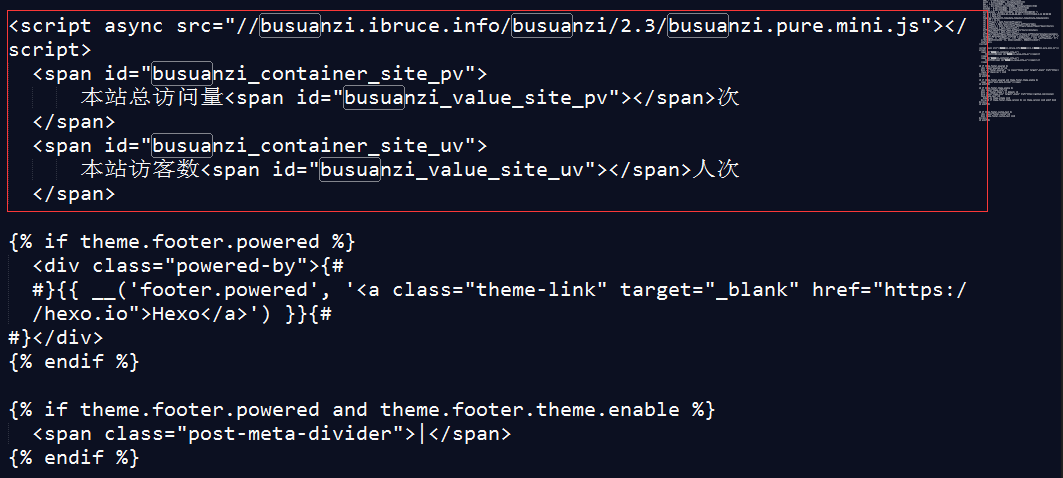 <script async src="//busuanzi.ibruce.info/busuanzi/2.3/busuanzi.pure.mini.js"></
script>
<span id="busuanzi_container_site_pv">
本站总访问量<span id="busuanzi_value_site_pv"></span>次
</span>
<span id="busuanzi_container_site_uv">
本站访客数<span id="busuanzi_value_site_uv"></span>人次
</span>
{% if theme.footer.powered %}
<div class="powered-by">{#
#}{{ __('footer.powered', '<a class="theme-link" target="_blank" href="https:/
/hexo.io">Hexo</a>') }}{#
#}</div>
{% endif %}
{% if theme.footer.powered and theme.footer.theme.enable %}
<span class="post-meta-divider">|</span>
{% endif %}